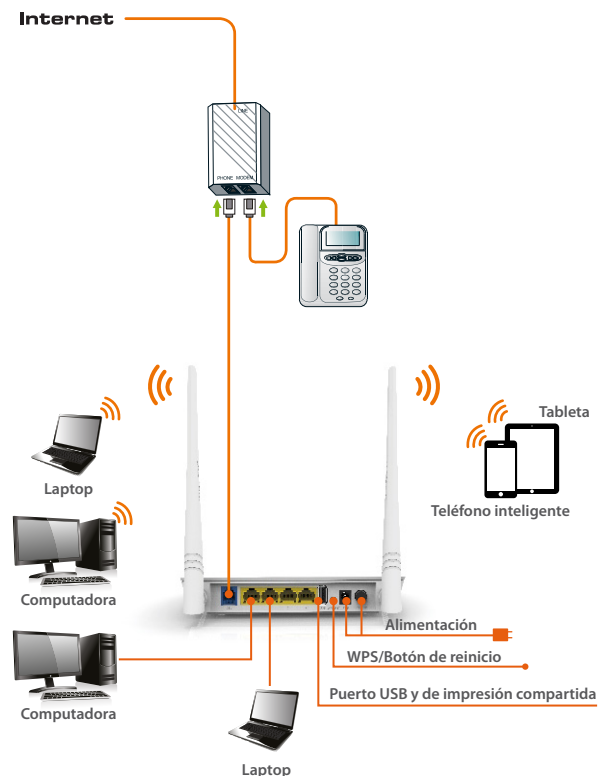 Internet
LINE
PHONE MODEM
Tableta
Laptop
Teléfono inteligente
Computadora
Alimentación
WPS/Botón de reinicio
Puerto USB y de impresión compartida
Computadora
Laptop